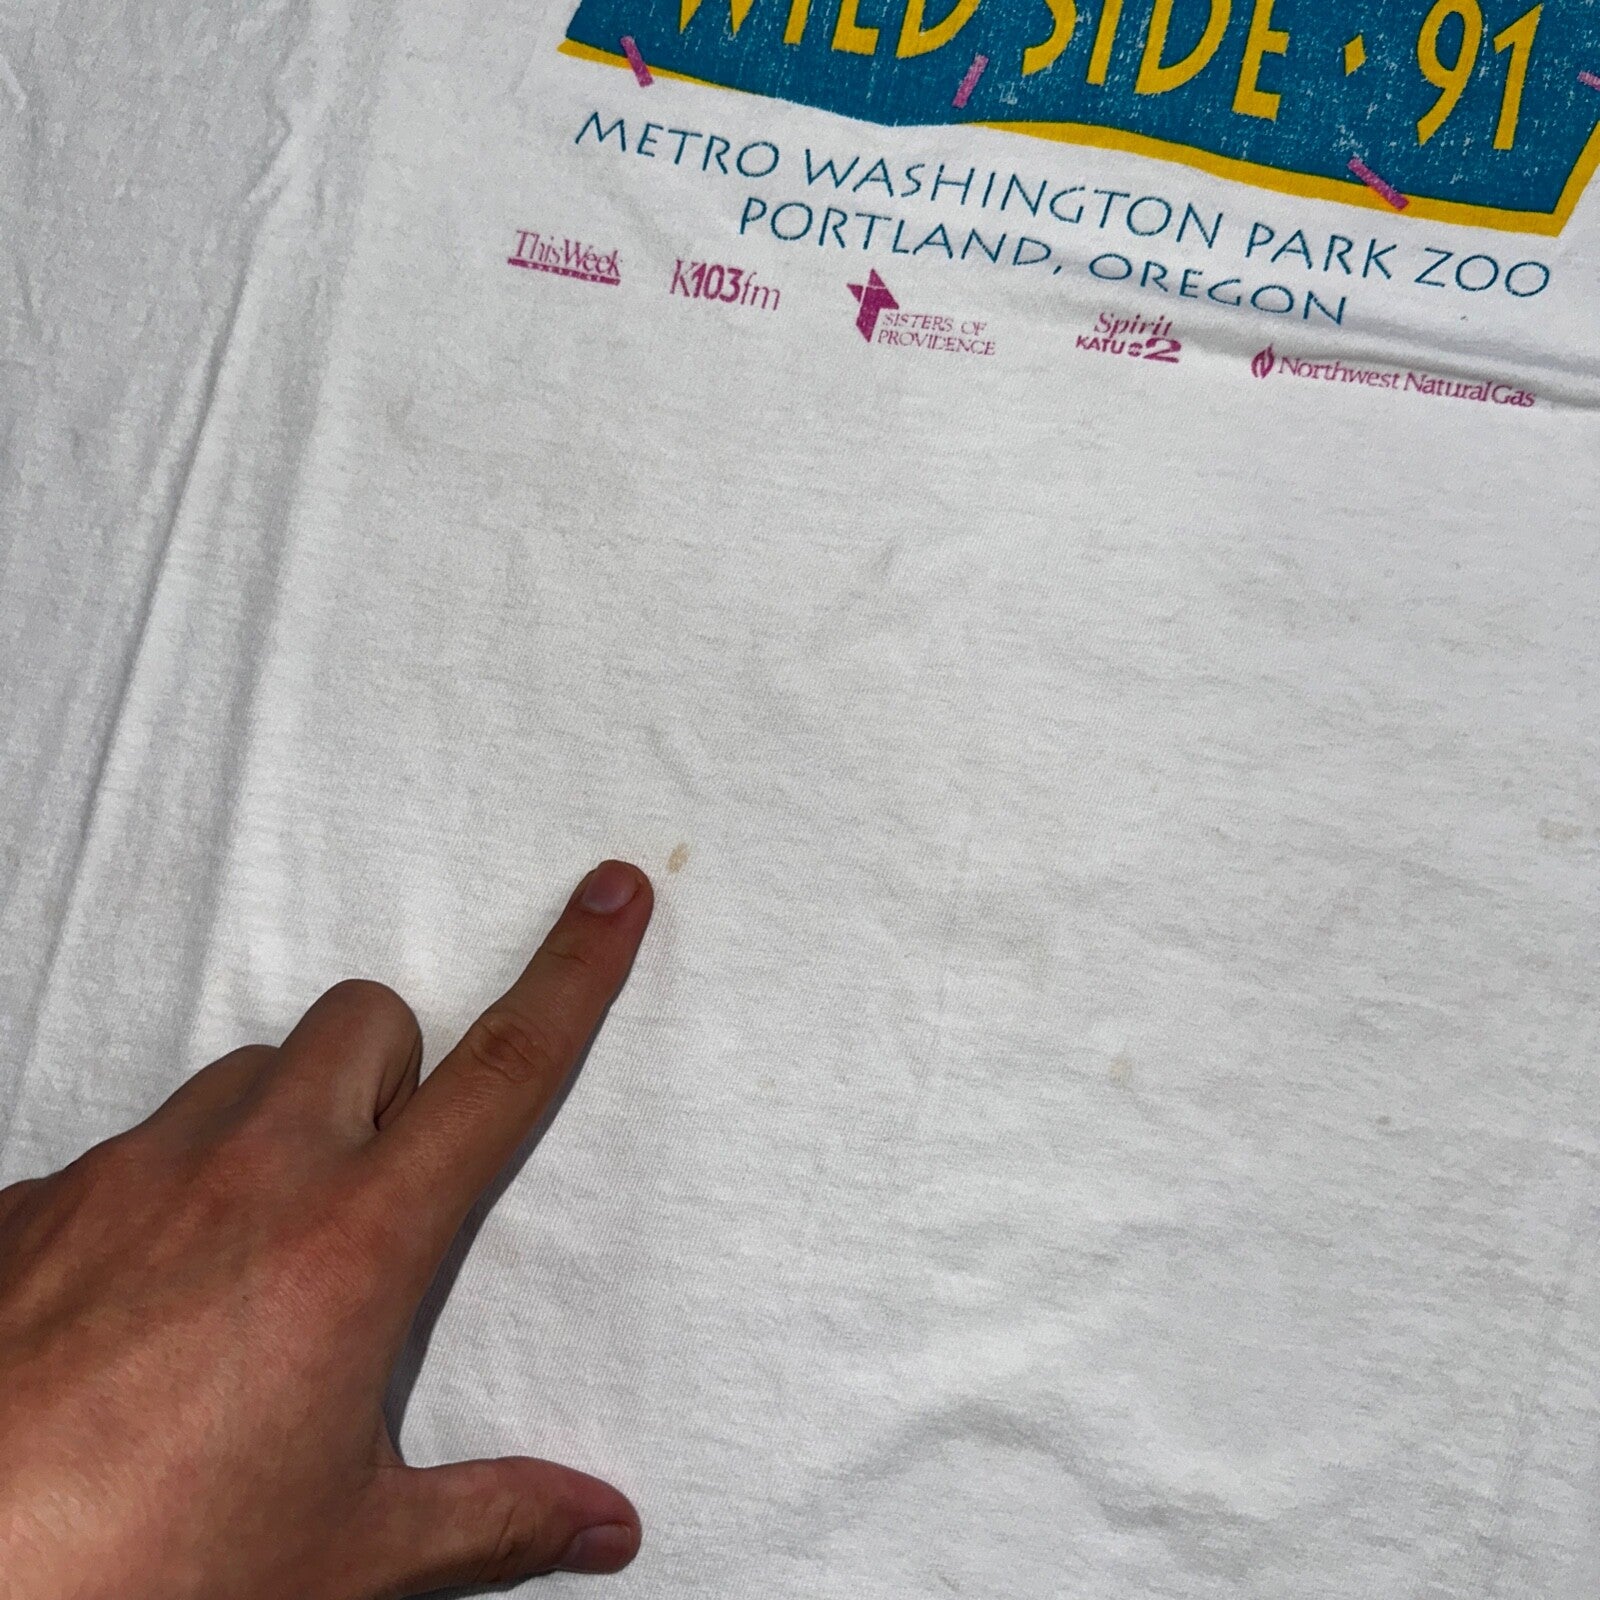 WILD SIDE · 91
METRO WASHINGTON PARK ZOO
PORTLAND, OREGON
ThisWeek
MAGAZINE
K103fm
SISTERS OF
PROVIDENCE
Spirit
KATU 2
Northwest Natural Gas